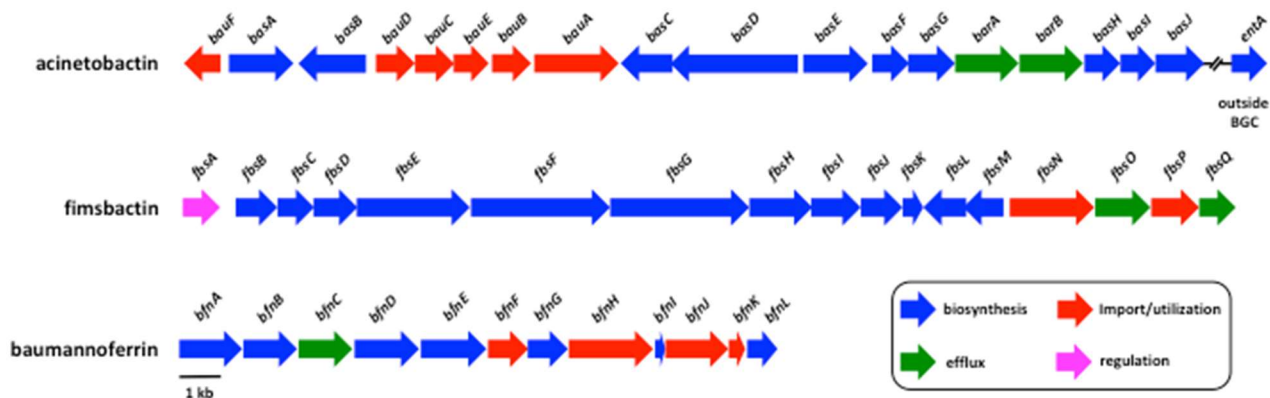 bauF basA basB bauD bauC bauE bauB bauA basC basD basE basF basG barA barB basH basI basJ entA
acinetobactin
outside
BGC
fbsA fbsB fbsC fbsD fbsE fbsF fbsG fbsH fbsI fbsJ fbsK fbsL fbsM fbsN fbsO fbsP fbsQ
fimsbactin
bfnA bfnB bfnC bfnD bfnE bfnF bfnG bfnH bfnI bfnJ bfnK bfnL
baumannoferrin
1 kb
biosynthesis Import/utilization
efflux regulation